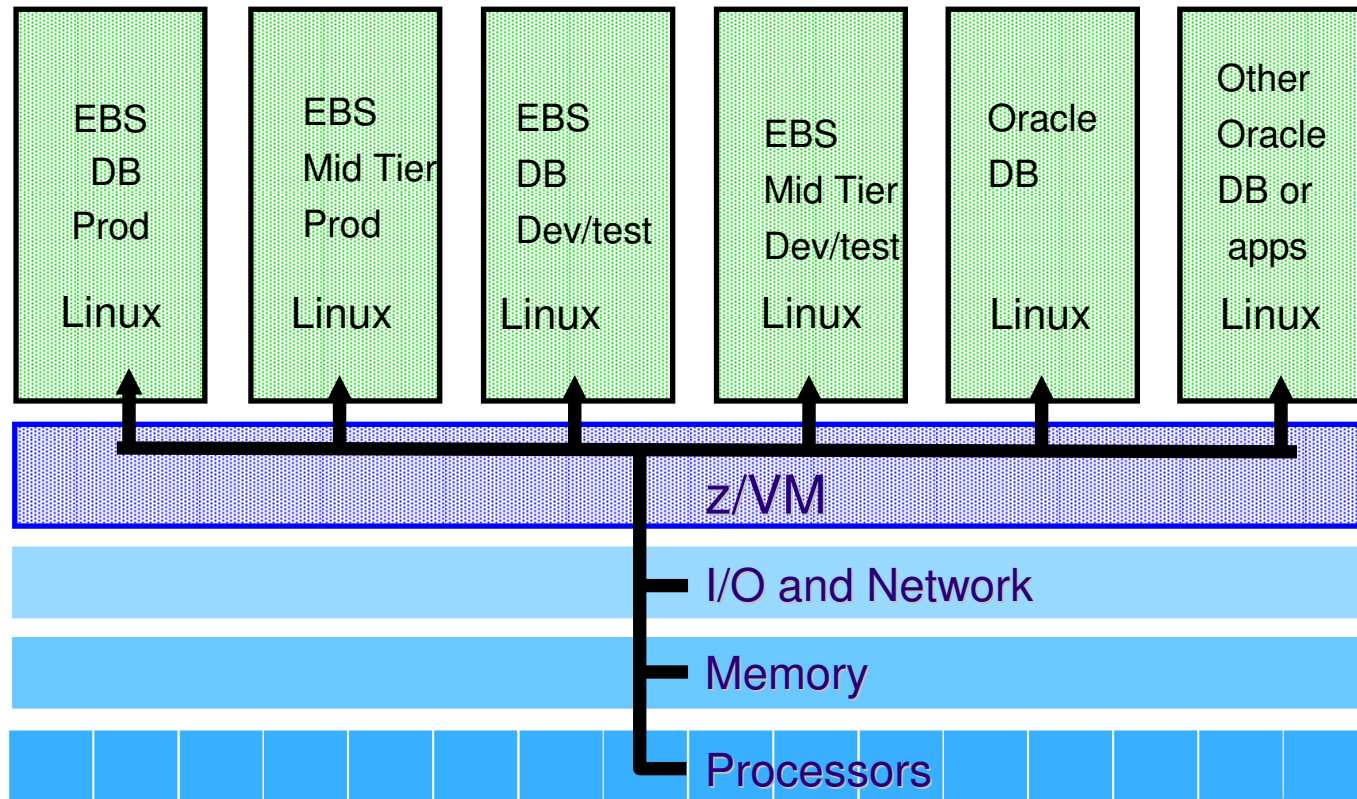 EBS
DB
Prod
Linux
EBS
Mid Tier
Prod
Linux
EBS
DB
Dev/test
Linux
EBS
Mid Tier
Dev/test
Linux
Oracle
DB
Linux
Other
Oracle
DB or
apps
Linux
z/VM
I/O and Network
Memory
Processors